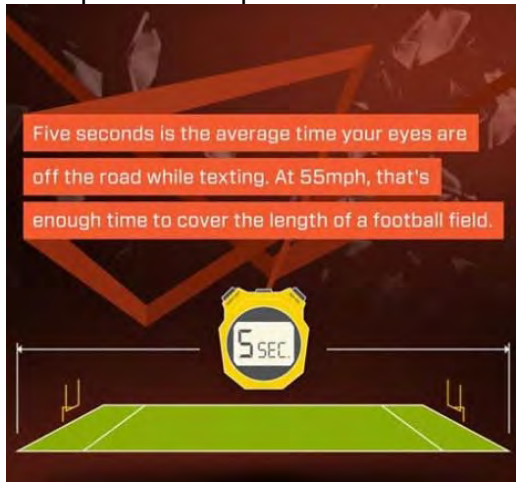 Five seconds is the average time your eyes are
off the road while texting. At 55mph, that's
enough time to cover the length of a football field.
5 SEC.